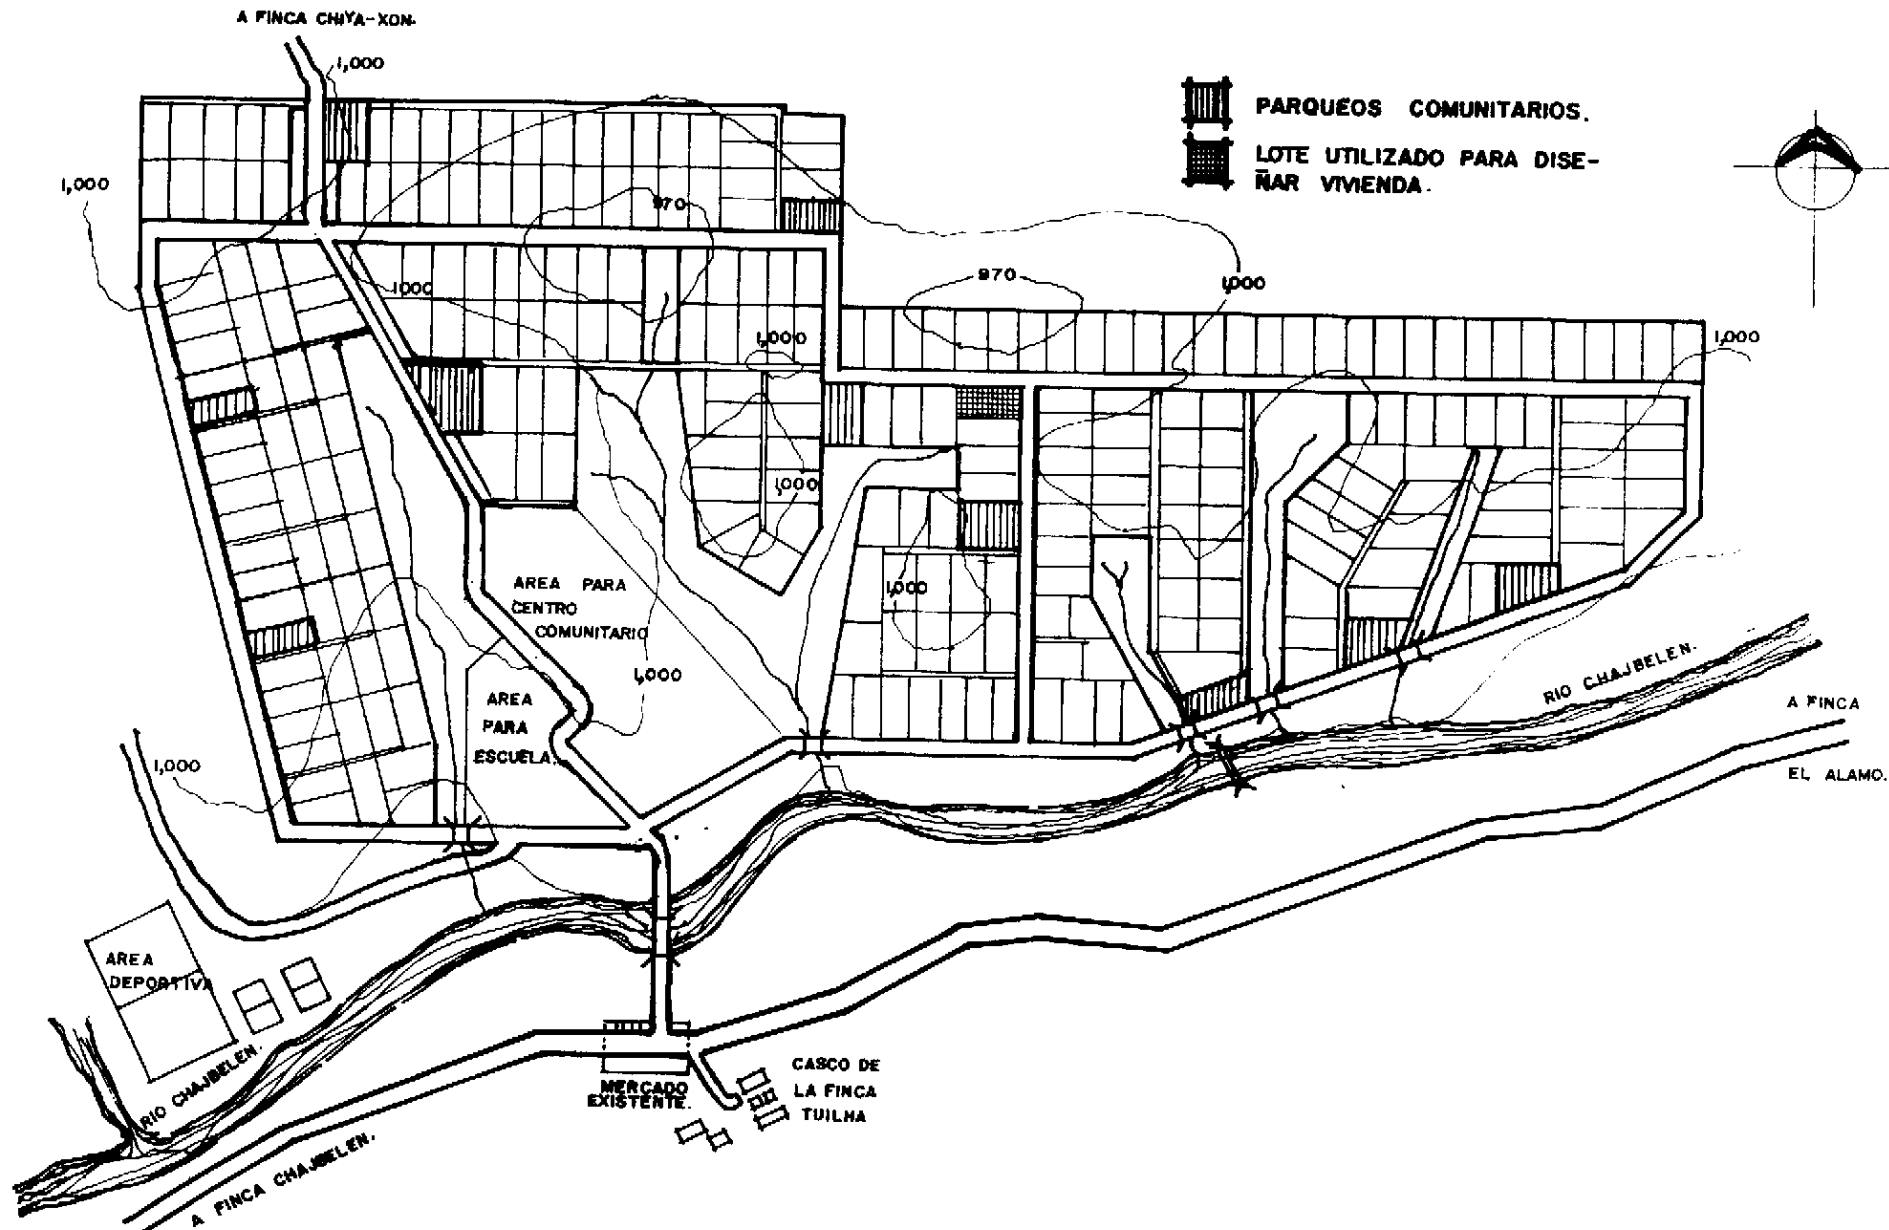 A FINCA CHIYA-XON.
1,000
PARQUEOS COMUNITARIOS.
LOTE UTILIZADO PARA DISE-
ÑAR VIVIENDA.
1,000
970
1000
970
1,000
1,000
1,000
1,000
1,000
AREA PARA
CENTRO
COMUNITARIO
1,000
AREA
PARA
ESCUELA.
RIO CHAJBELEN.
A FINCA
EL ALAMO.
1,000
AREA
DEPORTIVA
RIO CHAJBELEN.
MERCADO
EXISTENTE.
CASCO DE
LA FINCA
TUILHA
A FINCA CHAJBELEN.